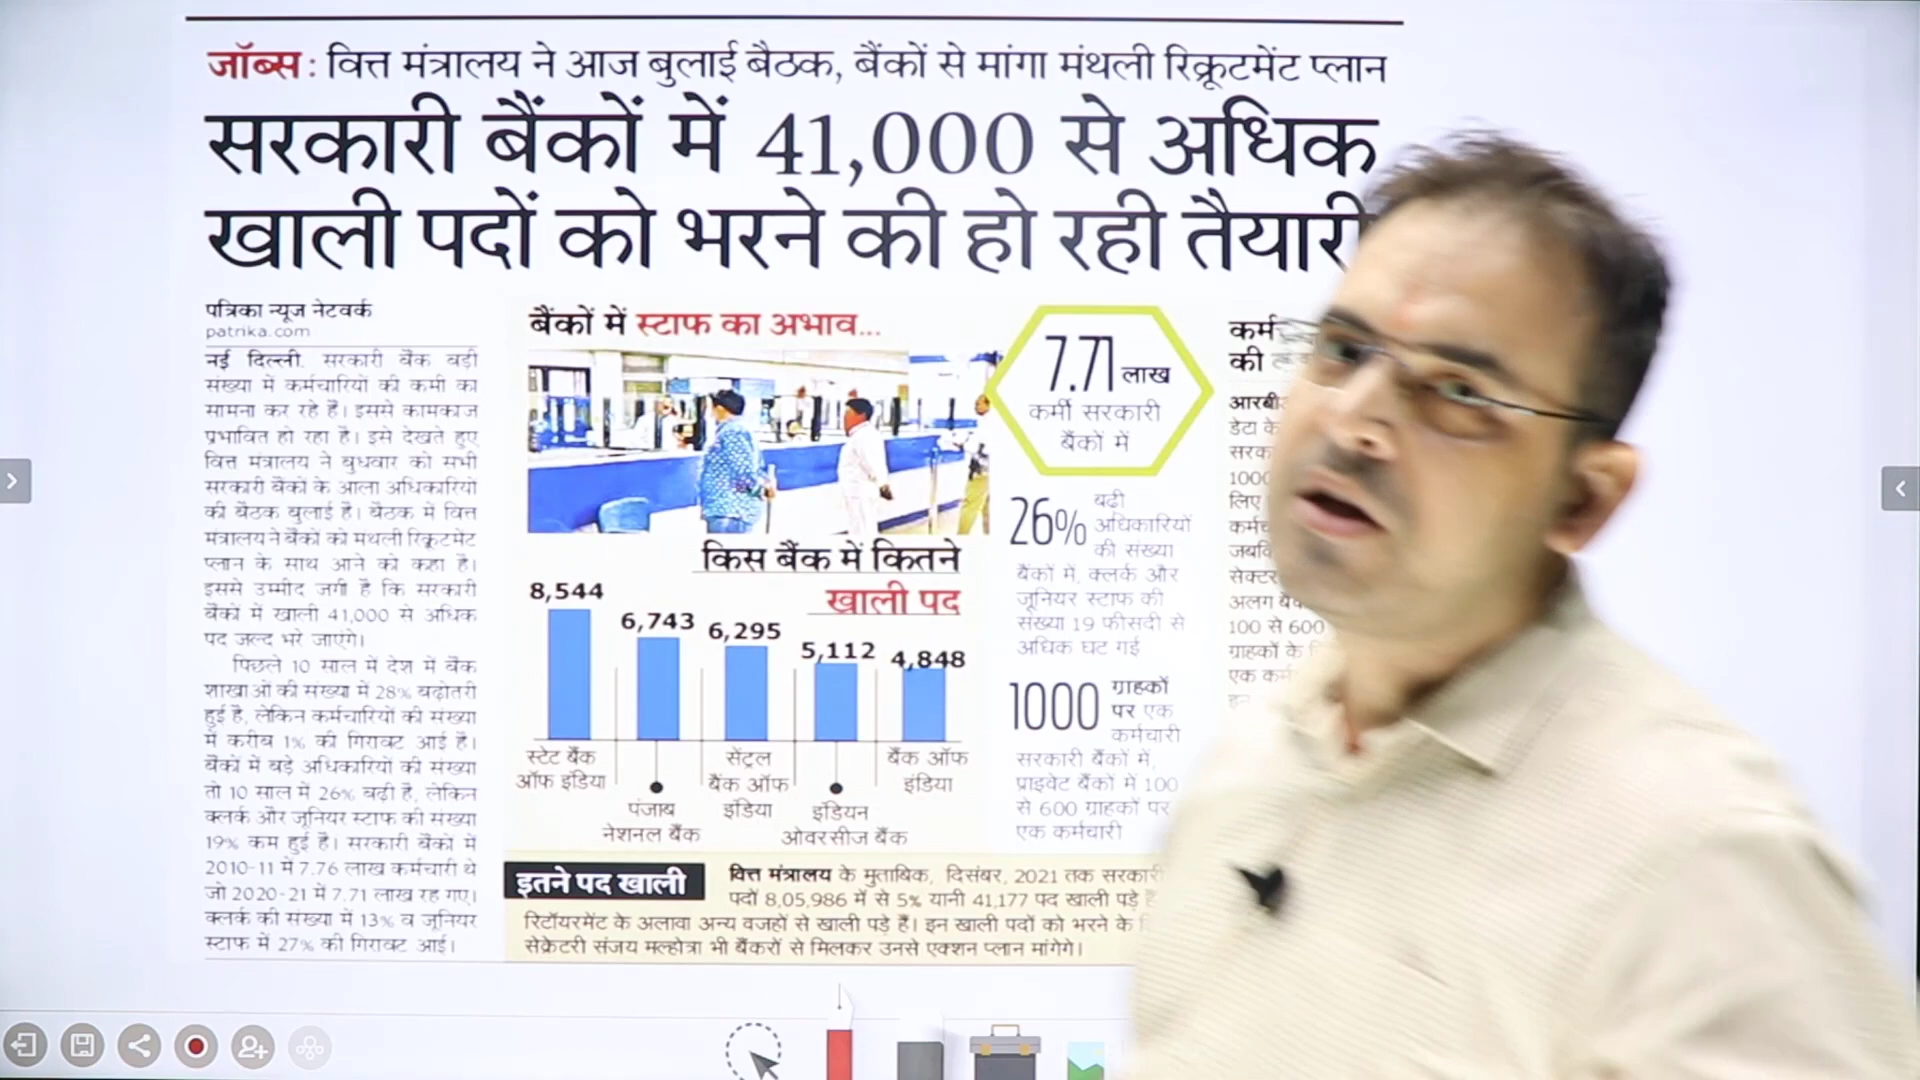 जॉब्स: वित्त मंत्रालय ने आज बुलाई बैठक, बैंकों से मांगा मंथली रिक्रूटमेंट प्लान
सरकारी बैंकों में 41,000 से अधिक
खाली पदों को भरने की हो रही तैयारी
पत्रिका न्यूज नेटवर्क
patrika.com
नई दिल्ली. सरकारी बैंक बड़ी
संख्या में कर्मचारियों की कमी का
सामना कर रहे हैं। इससे कामकाज
प्रभावित हो रहा है। इसे देखते हुए
वित्त मंत्रालय ने बुधवार को सभी
सरकारी बैंकों के आला अधिकारियों
की बैठक बुलाई है। बैठक में वित्त
मंत्रालय ने बैंकों को मंथली रिक्रूटमेंट
प्लान के साथ आने को कहा है।
इससे उम्मीद जगी है कि सरकारी
बैंकों में खाली 41,000 से अधिक
पद जल्द भरे जाएंगे।
पिछले 10 साल में देश में बैंक
शाखाओं की संख्या में 28% बढ़ोतरी
हुई है, लेकिन कर्मचारियों की संख्या
में करीब 1% की गिरावट आई है।
बैंकों में बड़े अधिकारियों की संख्या
तो 10 साल में 26% बढ़ी है, लेकिन
क्लर्क और जूनियर स्टाफ की संख्या
19% कम हुई है। सरकारी बैंकों में
2010-11 में 7.76 लाख कर्मचारी थे
जो 2020-21 में 7.71 लाख रह गए।
क्लर्क की संख्या में 13% व जूनियर
स्टाफ में 27% की गिरावट आई।
बैंकों में स्टाफ का अभाव...
किस बैंक में कितने
खाली पद
8,544
6,743
6,295
5,112
4,848
स्टेट बैंक
ऑफ इंडिया
पंजाब
नेशनल बैंक
सेंट्रल
बैंक ऑफ
इंडिया
इंडियन
ओवरसीज बैंक
बैंक ऑफ
इंडिया
7.71 लाख
कर्मी सरकारी
बैंकों में
26% बढ़ी
अधिकारियों
की संख्या
बैंकों में, क्लर्क और
जूनियर स्टाफ की
संख्या 19 फीसदी से
अधिक घट गई
1000 ग्राहकों
पर एक
कर्मचारी
सरकारी बैंकों में,
प्राइवेट बैंकों में 100
से 600 ग्राहकों पर
एक कर्मचारी
कर्म
की
डेटा के
1000
लिए
अलग
100 से 600
ग्राहकों के
इतने पद खाली
वित्त मंत्रालय के मुताबिक, दिसंबर, 2021 तक सरकारी
पदों 8,05,986 में से 5% यानी 41,177 पद खाली पड़े
रिटॉयरमेंट के अलावा अन्य वजहों से खाली पड़े हैं। इन खाली पदों को भरने के
सेक्रेटरी संजय मल्होत्रा भी बैंकरों से मिलकर उनसे एक्शन प्लान मांगेगे।